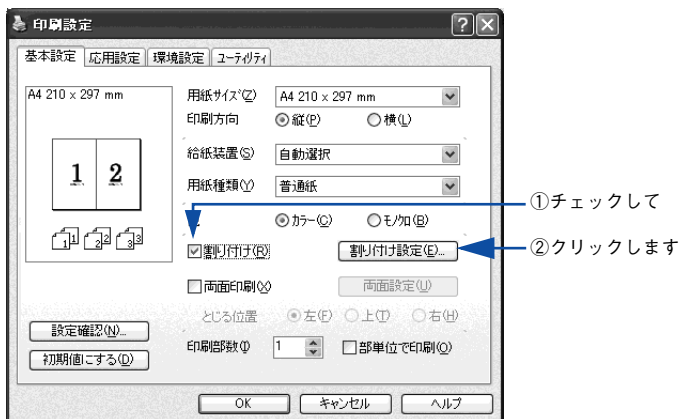 印刷設定
基本設定 応用設定 環境設定 ユーティリティ
A4 210 x 297 mm
用紙サイズ(Z) A4 210 x 297 mm
印刷方向 縦(P) 横(L)
給紙装置(S) 自動選択
1 2
用紙種類(Y) 普通紙
①チェックして
カラー(C) モノクロ(B)
1 1 2 2 3 3
割り付け(R) 割り付け設定(E)...
②クリックします
両面印刷(X) 両面設定(U)
とじる位置 左(F) 上(T) 右(H)
設定確認(N)...
印刷部数(I) 1 部単位で印刷(O)
初期値にする(D)
OK キャンセル ヘルプ